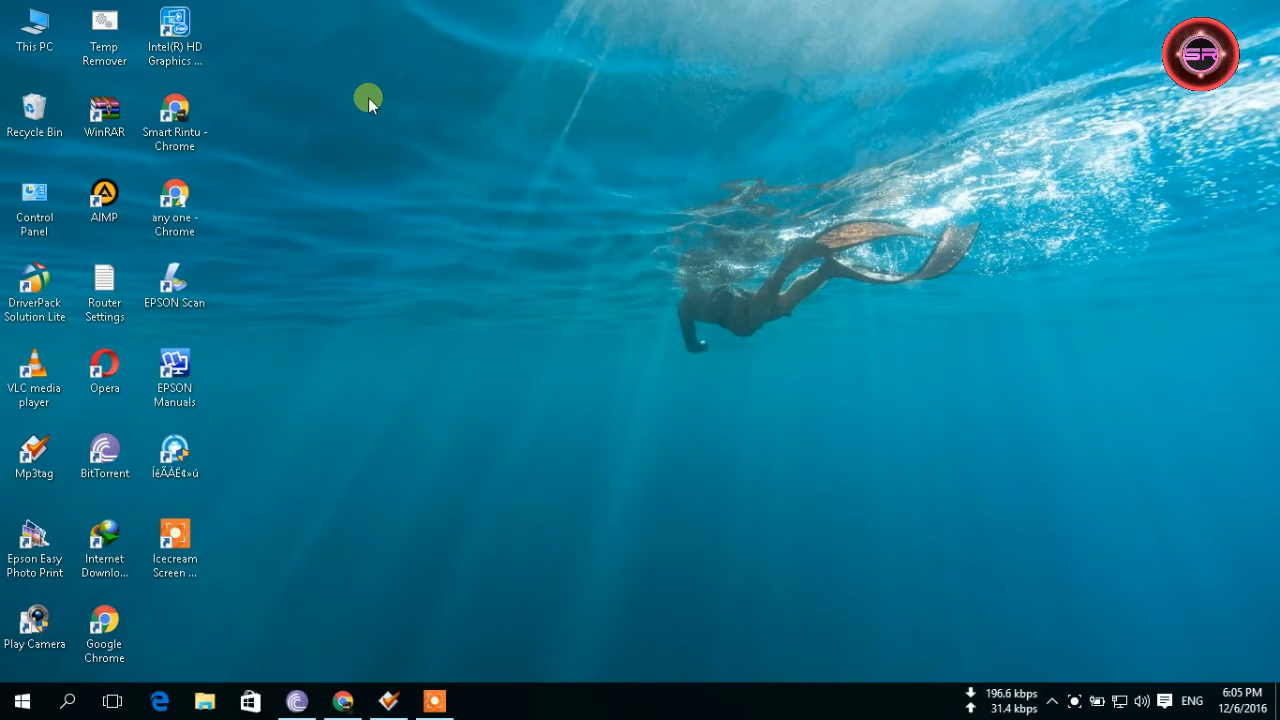 This PC
Temp
Remover
Intel(R) HD
Graphics ...
SR
Recycle Bin
WinRAR
Smart Rintu -
Chrome
Control
Panel
AIMP
any one -
Chrome
DriverPack
Solution Lite
Router
Settings
EPSON Scan
VLC media
player
Opera
EPSON
Manuals
Mp3tag
BitTorrent
ÍêÃÀË¢»ú
Epson Easy
Photo Print
Internet
Downlo...
Icecream
Screen ...
Play Camera
Google
Chrome
196.6 kbps
31.4 kbps
ENG
6:05 PM
12/6/2016